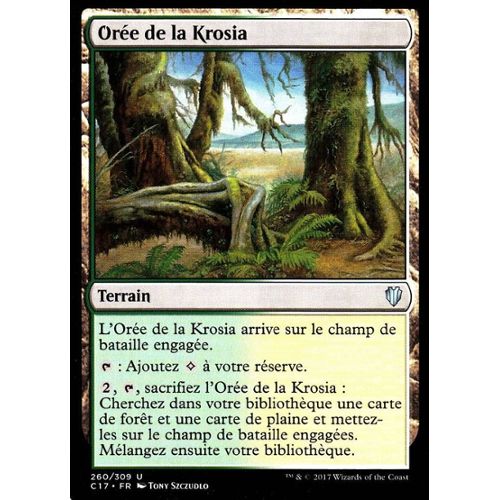 Orée de la Krosia
Terrain
L'Orée de la Krosia arrive sur le champ de
bataille engagée.
: Ajoutez ◇ à votre réserve.
2, , sacrifiez l'Orée de la Krosia :
Cherchez dans votre bibliothèque une carte
de forêt et une carte de plaine et mettez-
les sur le champ de bataille engagées.
Mélangez ensuite votre bibliothèque.
260/309 U
C17 • FR Tony Szczudlo
™ & © 2017 Wizards of the Coast